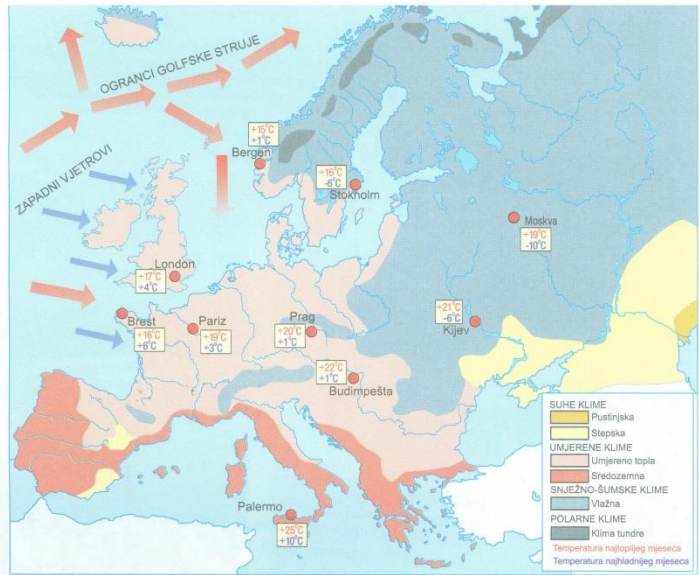 OGRANCI GOLFSKE STRUJE
ZAPADNI VJETROVI
+15°C
+1°C
Bergen
+16°C
-6°C
Stokholm
Moskva
+19°C
-10°C
London
+17°C
+4°C
Brest
+16°C
+6°C
Pariz
+19°C
+3°C
Prag
+20°C
+1°C
+21°C
-6°C
Kijev
+22°C
+1°C
Budimpešta
Palermo
+25°C
+10°C
SUHE KLIME
Pustinjska
Stepska
UMJERENE KLIME
Umjereno topla
Sredozemna
SNJEŽNO-ŠUMSKE KLIME
Vlažna
POLARNE KLIME
Klima tundre
Temperatura najtoplijeg mjeseca
Temperatura najhladnijeg mjeseca